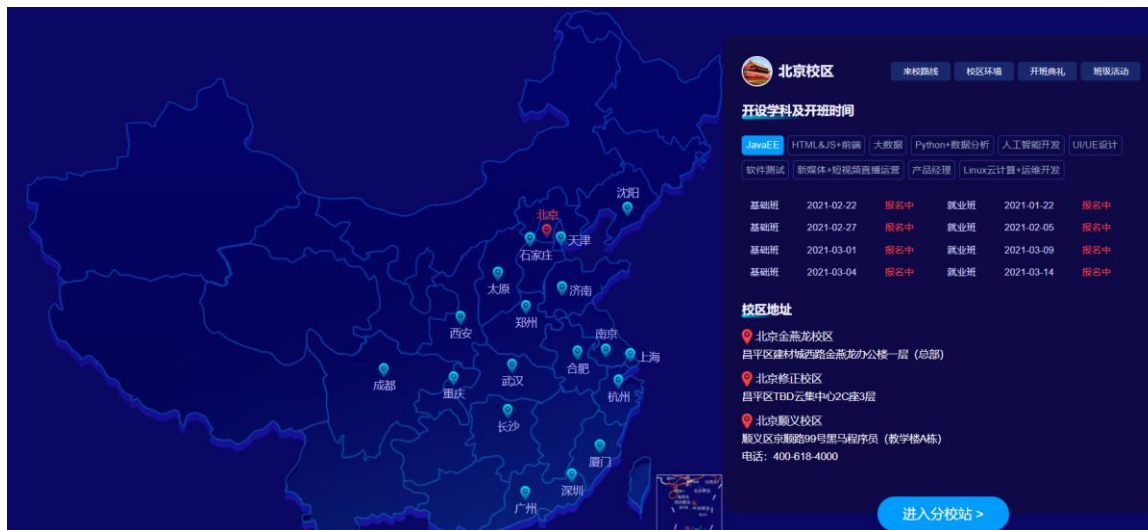 沈阳
北京
天津
石家庄
太原
济南
郑州
西安
南京
上海
合肥
成都
重庆
武汉
杭州
长沙
厦门
深圳
广州
北京校区
来校路线 校区环境 开班典礼 班级活动
开设学科及开班时间
JavaEE HTML&JS+前端 大数据 Python+数据分析 人工智能开发 UI/UE设计
软件测试 新媒体+短视频直播运营 产品经理 Linux云计算+运维开发
基础班 2021-02-22 报名中 就业班 2021-01-22 报名中
基础班 2021-02-27 报名中 就业班 2021-02-05 报名中
基础班 2021-03-01 报名中 就业班 2021-03-09 报名中
基础班 2021-03-04 报名中 就业班 2021-03-14 报名中
校区地址
北京金燕龙校区
昌平区建材城西路金燕龙办公楼一层（总部）
北京修正校区
昌平区TBD云集中心2C座3层
北京顺义校区
顺义区京顺路99号黑马程序员（教学楼A栋）
电话：400-618-4000
进入分校站 >